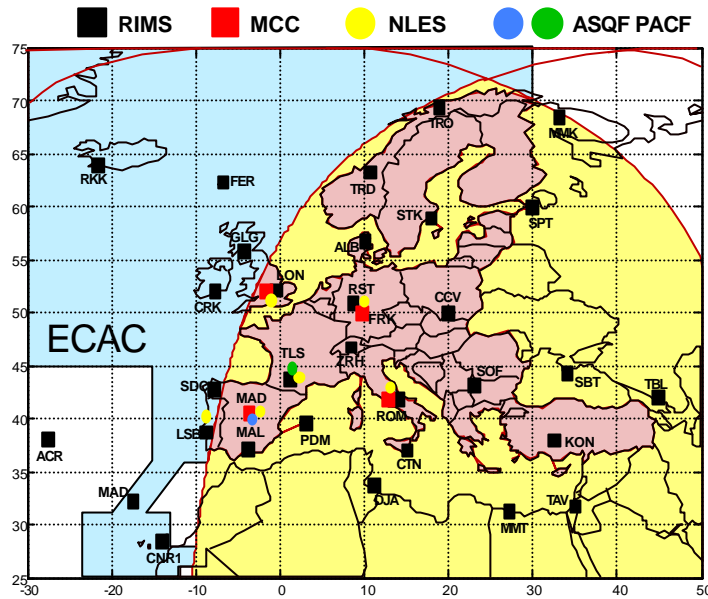 RIMS MCC NLES ASQF PACF
75
70
TRO
MMK
65
RKK
FER
TRD
60
STK
SPT
GLG
ALB
55
LON
CRK
RST
CCV
50
FRK
ECAC
TLS
ZRH
45
SDC
MAD
SOF
SBT
TBL
40
LSB
MAL
ROM
ACR
PDM
CTN
KON
35
MAD
DJA
MMT
TAV
30
CNR1
25
-30 -20 -10 0 10 20 30 40 50